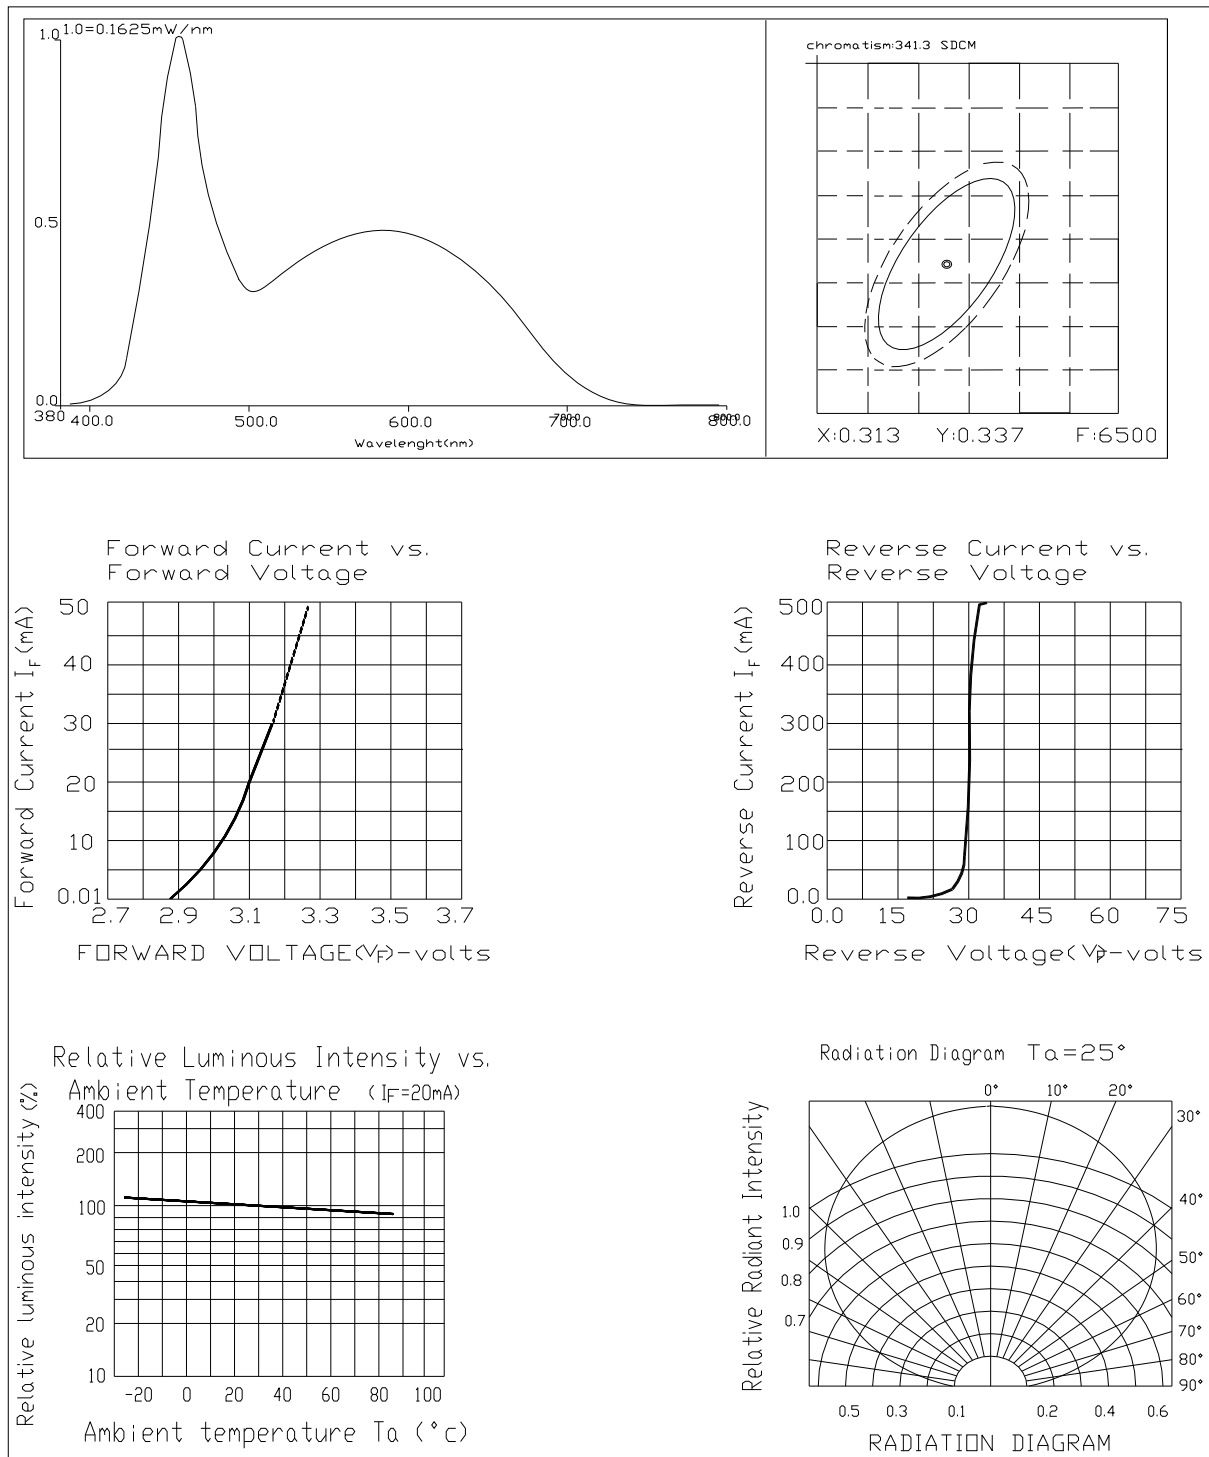 1.0=0.1625mW/nm
1.0
0.5
0.0
380 400.0 500.0 600.0 700.0 800.0
Wavelenght(nm)
chromatism:341.3 SDCM
X:0.313 Y:0.337 F:6500
Forward Current vs.
Forward Voltage
Forward Current IF(mA)
50
40
30
20
10
0.01
2.7 2.9 3.1 3.3 3.5 3.7
FORWARD VOLTAGE(VF)-volts
Reverse Current vs.
Reverse Voltage
Reverse Current IF(mA)
500
400
300
200
100
0.0
0.0 15 30 45 60 75
Reverse Voltage(V)-volts
Relative Luminous Intensity vs.
Ambient Temperature (IF=20mA)
Relative luminous intensity(%)
400
200
100
50
20
10
-20 0 20 40 60 80 100
Ambient temperature Ta (°c)
Radiation Diagram Ta=25°
Relative Radiant Intensity
0° 10° 20°
30°
40°
50°
60°
70°
80°
90°
1.0
0.9
0.8
0.7
0.5 0.3 0.1 0.2 0.4 0.6
RADIATION DIAGRAM